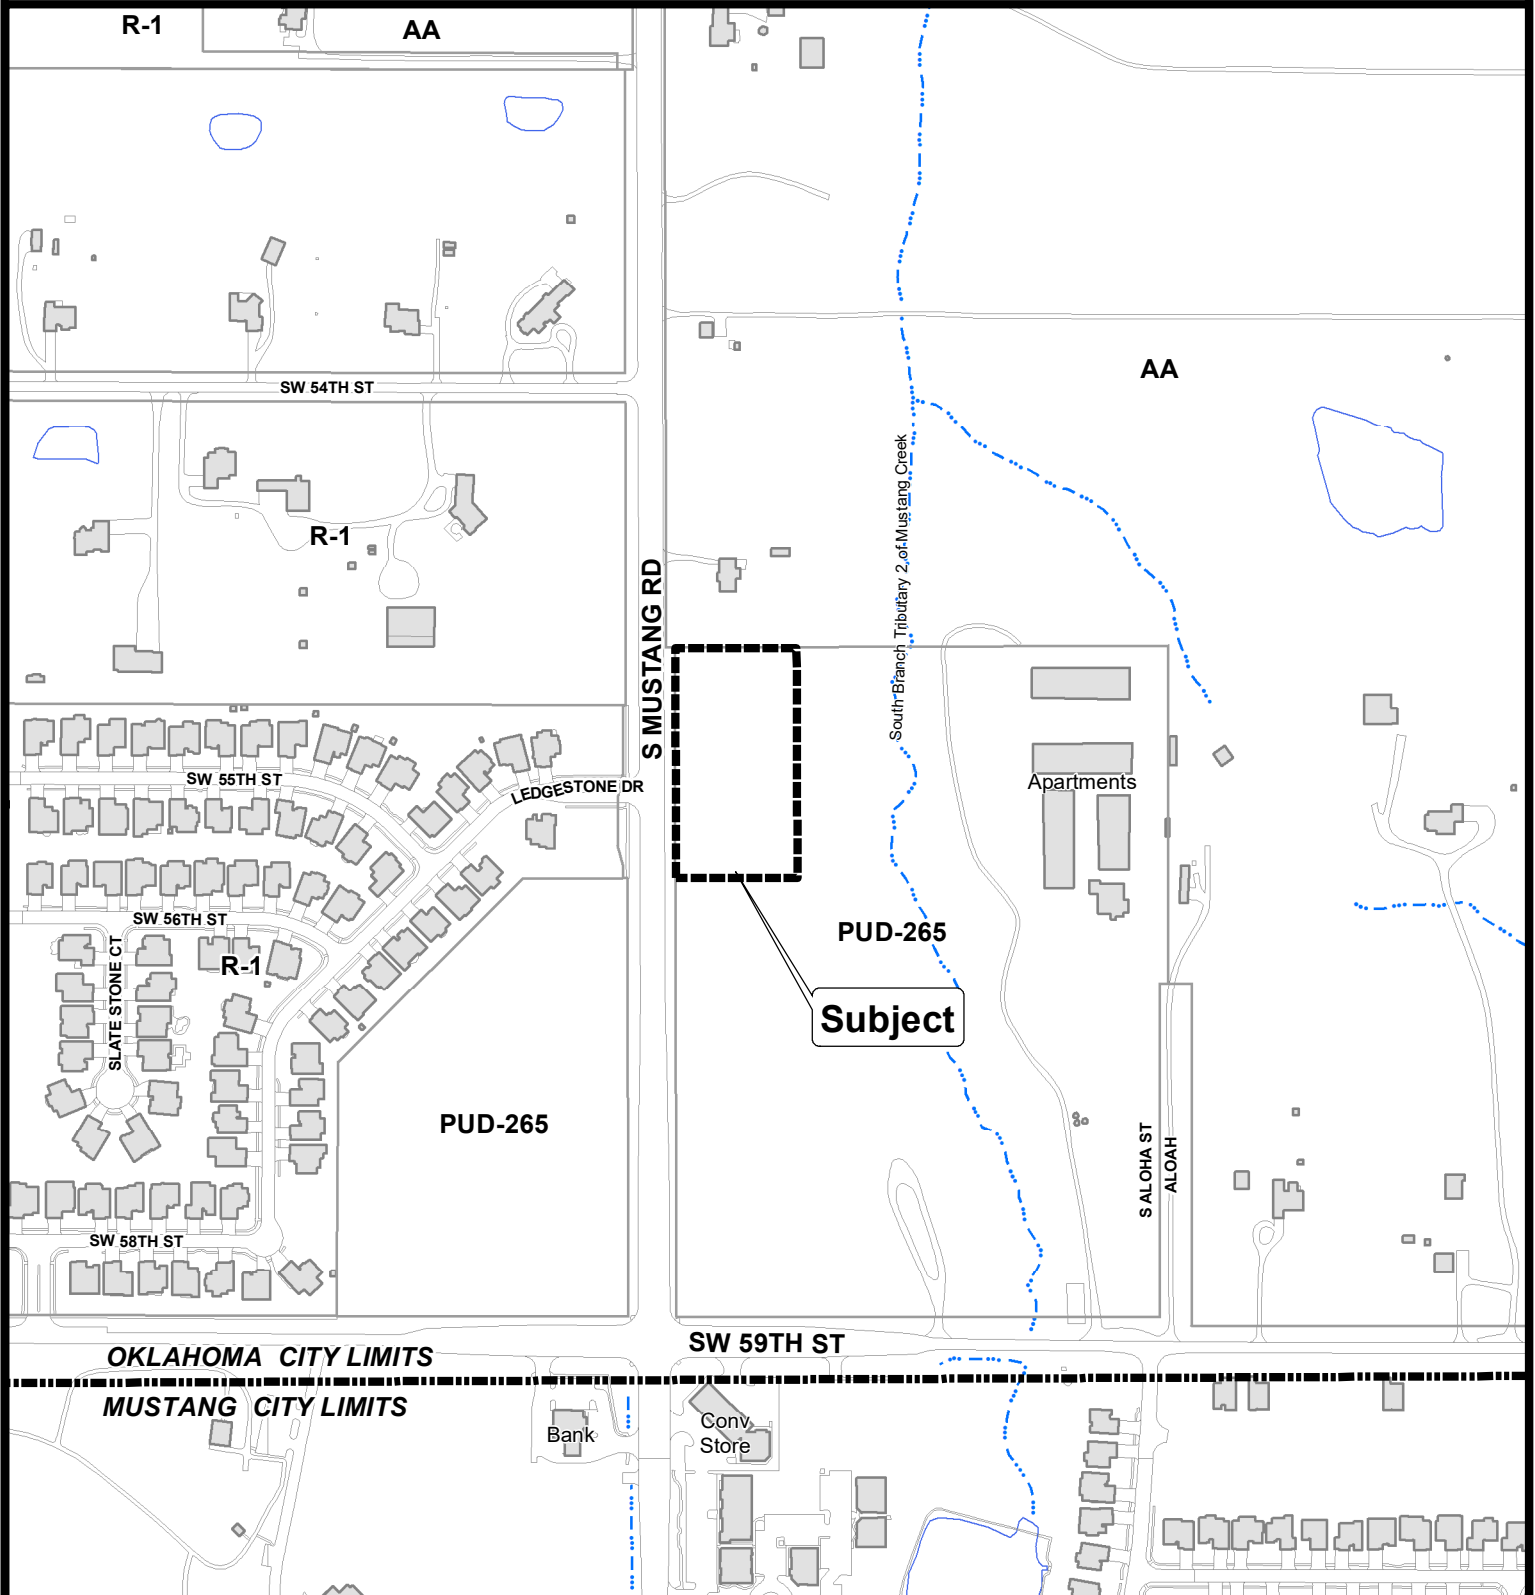 R-1
AA
SW 54TH ST
AA
South Branch Tributary 2 of Mustang Creek
R-1
S MUSTANG RD
SW 55TH ST
LEDGESTONE DR
Apartments
SW 56TH ST
PUD-265
SLATE STONE CT
R-1
Subject
PUD-265
S ALOHA ST
ALOAH
SW 58TH ST
SW 59TH ST
OKLAHOMA CITY LIMITS
MUSTANG CITY LIMITS
Bank
Conv
Store